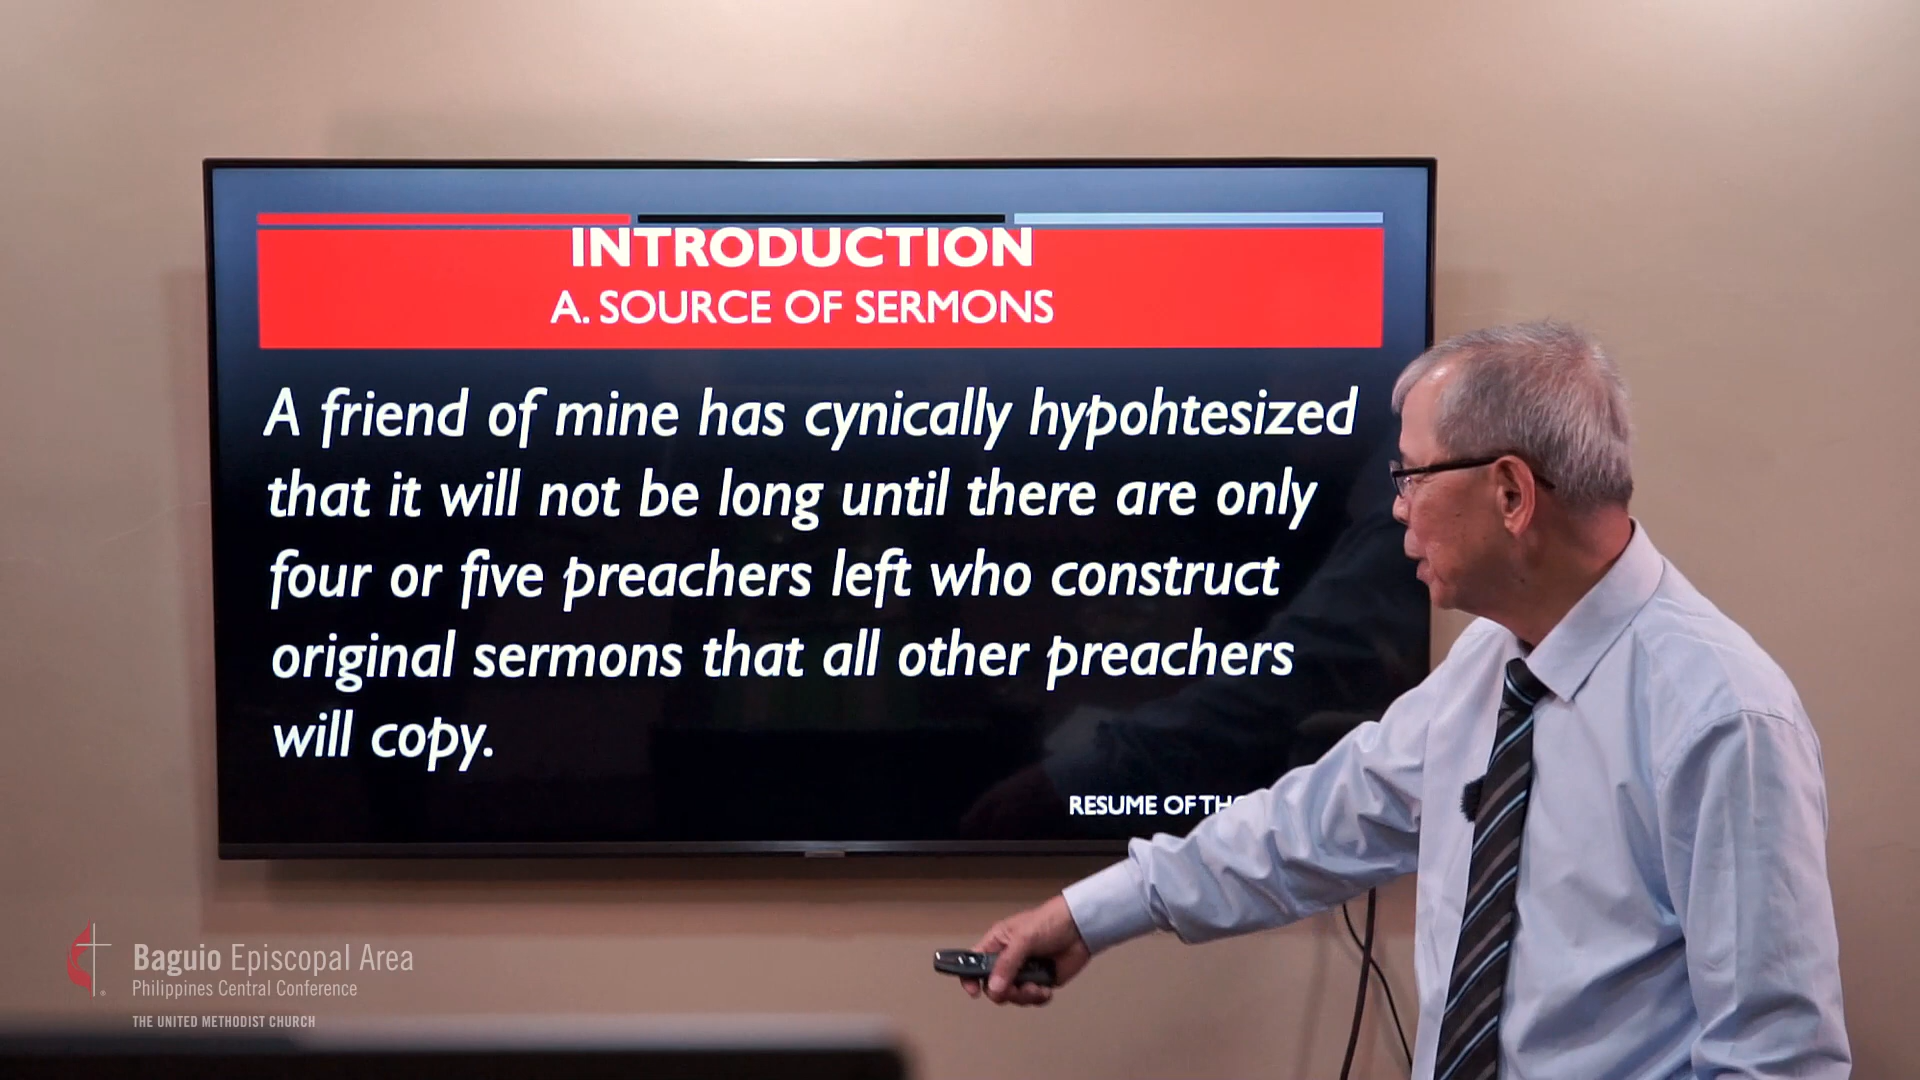 INTRODUCTION
A. SOURCE OF SERMONS
A friend of mine has cynically hypohtesized
that it will not be long until there are only
four or five preachers left who construct
original sermons that all other preachers
will copy.
RESUME OF
Baguio Episcopal Area
Philippines Central Conference
THE UNITED METHODIST CHURCH